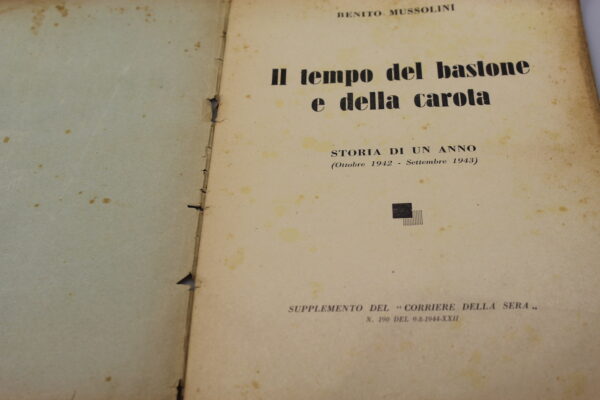 BENITO MUSSOLINI
Il tempo del bastone
e della carota
STORIA DI UN ANNO
(Ottobre 1942 - Settembre 1943)
SUPPLEMENTO DEL "CORRIERE DELLA SERA„
N. 190 DEL 9-8-1944-XXII